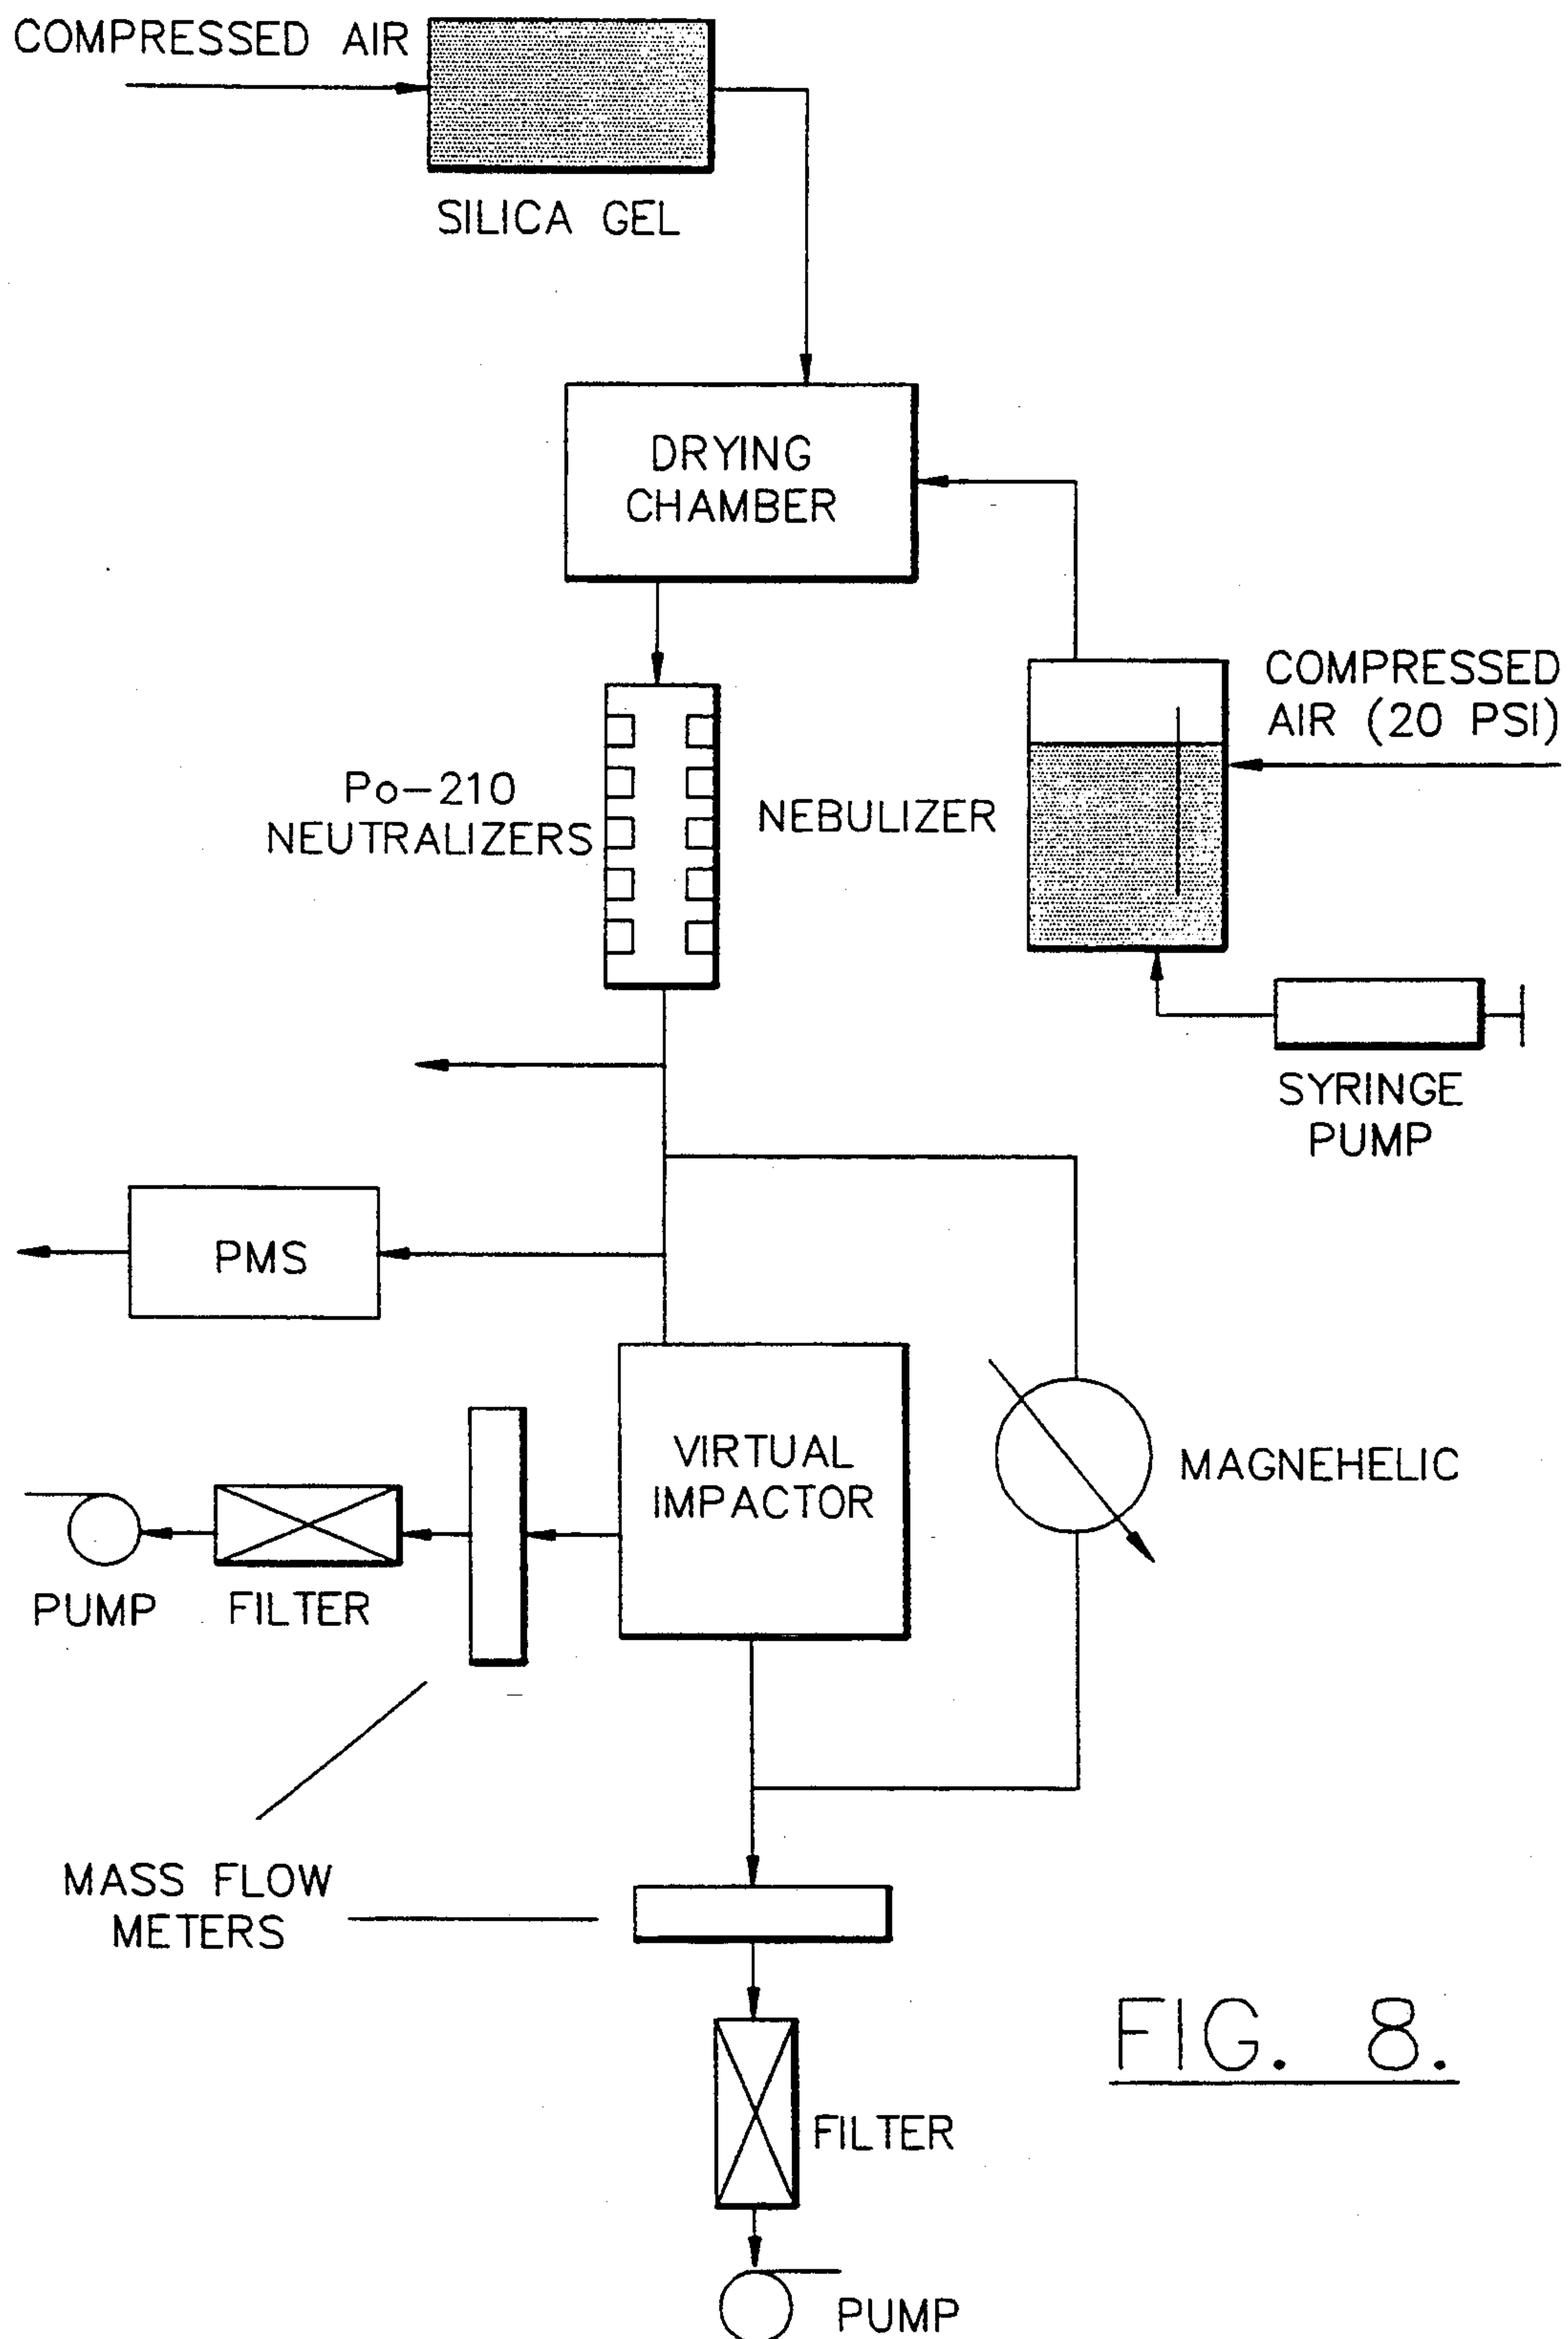 COMPRESSED AIR
SILICA GEL
DRYING
CHAMBER
COMPRESSED
AIR (20 PSI)
Po-210
NEUTRALIZERS
NEBULIZER
SYRINGE
PUMP
PMS
VIRTUAL
IMPACTOR
MAGNEHELIC
PUMP
FILTER
MASS FLOW
METERS
FIG. 8.
FILTER
PUMP